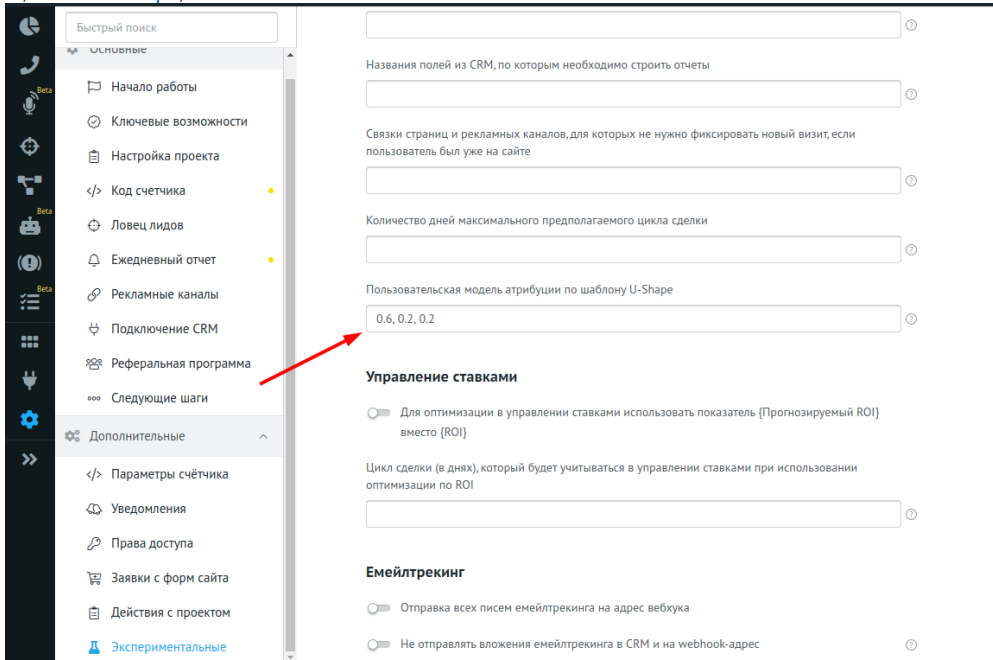 Быстрый поиск
Основные
Beta
Начало работы
Ключевые возможности
Настройка проекта
Код счетчика
Beta
Ловец лидов
Ежедневный отчет
Beta
Рекламные каналы
Подключение CRM
Реферальная программа
Следующие шаги
Дополнительные
Параметры счётчика
Уведомления
Права доступа
Заявки с форм сайта
Действия с проектом
Экспериментальные
Названия полей из CRM, по которым необходимо строить отчеты
Связки страниц и рекламных каналов, для которых не нужно фиксировать новый визит, если
пользователь был уже на сайте
Количество дней максимального предполагаемого цикла сделки
Пользовательская модель атрибуции по шаблону U-Shape
0.6, 0.2, 0.2
Управление ставками
Для оптимизации в управлении ставками использовать показатель {Прогнозируемый ROI}
вместо {ROI}
Цикл сделки (в днях), который будет учитываться в управлении ставками при использовании
оптимизации по ROI
Емейлтрекинг
Отправка всех писем емейлтрекинга на адрес вебхука
Не отправлять вложения емейлтрекинга в CRM и на webhook-адрес